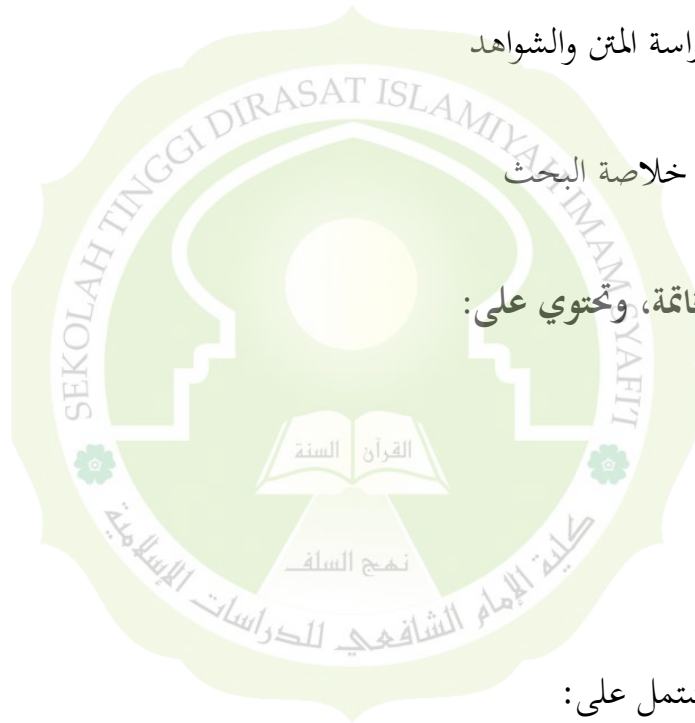 راسة المتن والشواهد
SEKOLAH TINGGI DIRASAT ISLAMIYAH IMAM SYAFI'I
خلاصة البحث
اتمة، وتحتوي على:
القرآن السنة
نهج السلف
كلية الإمام الشافعي للدراسات الإسلامية
شتمل على: